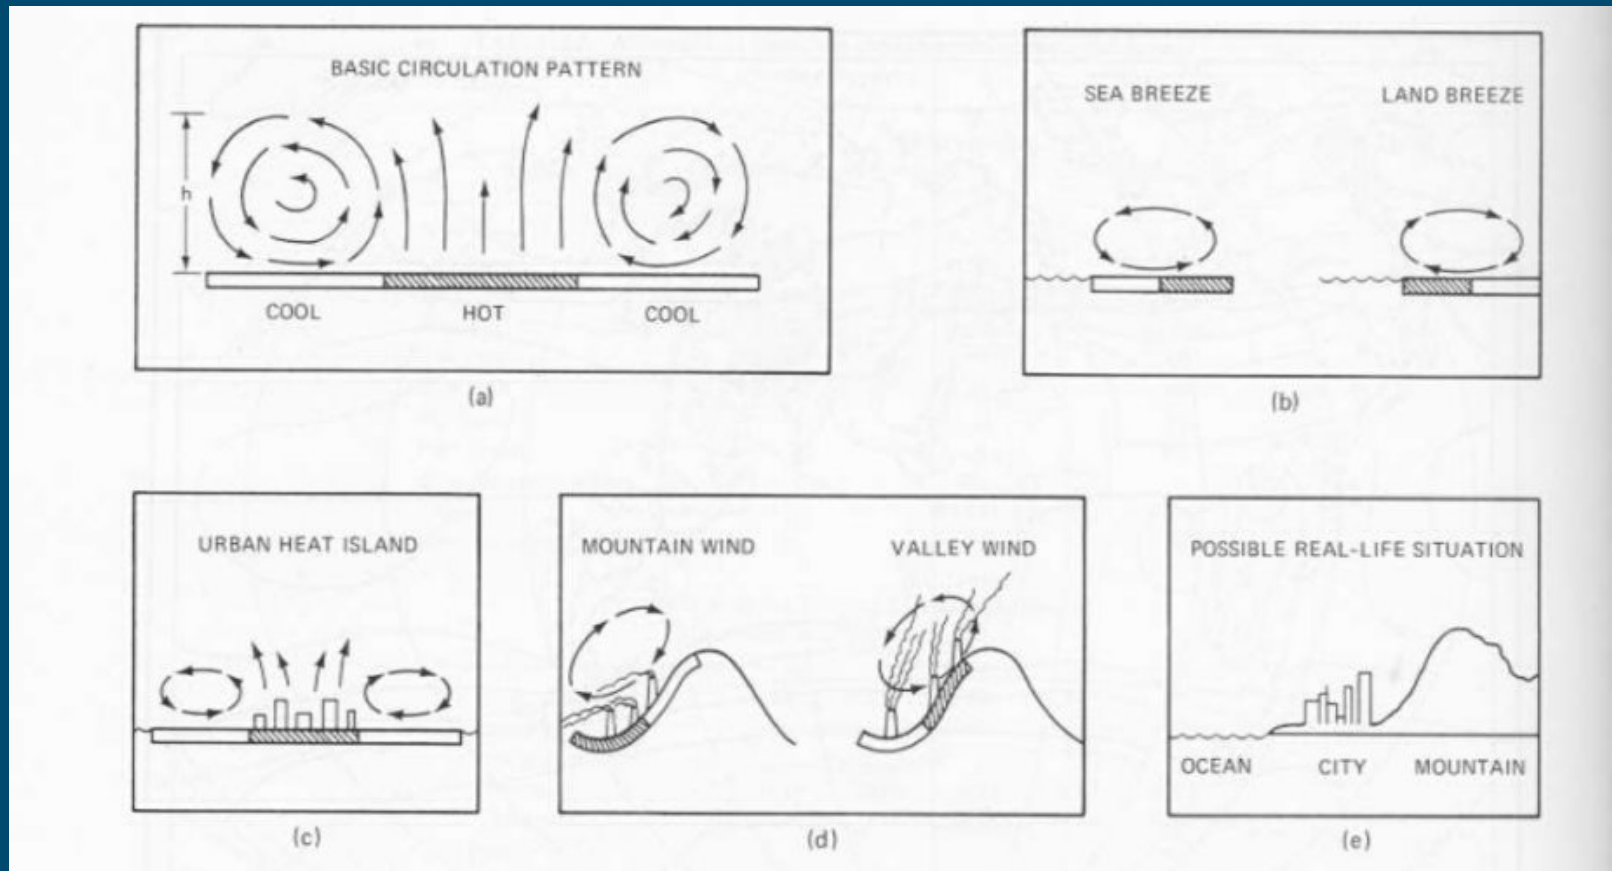 BASIC CIRCULATION PATTERN
h
COOL
HOT
COOL
(a)
SEA BREEZE
LAND BREEZE
(b)
URBAN HEAT ISLAND
(c)
MOUNTAIN WIND
VALLEY WIND
(d)
POSSIBLE REAL-LIFE SITUATION
OCEAN
CITY
MOUNTAIN
(e)